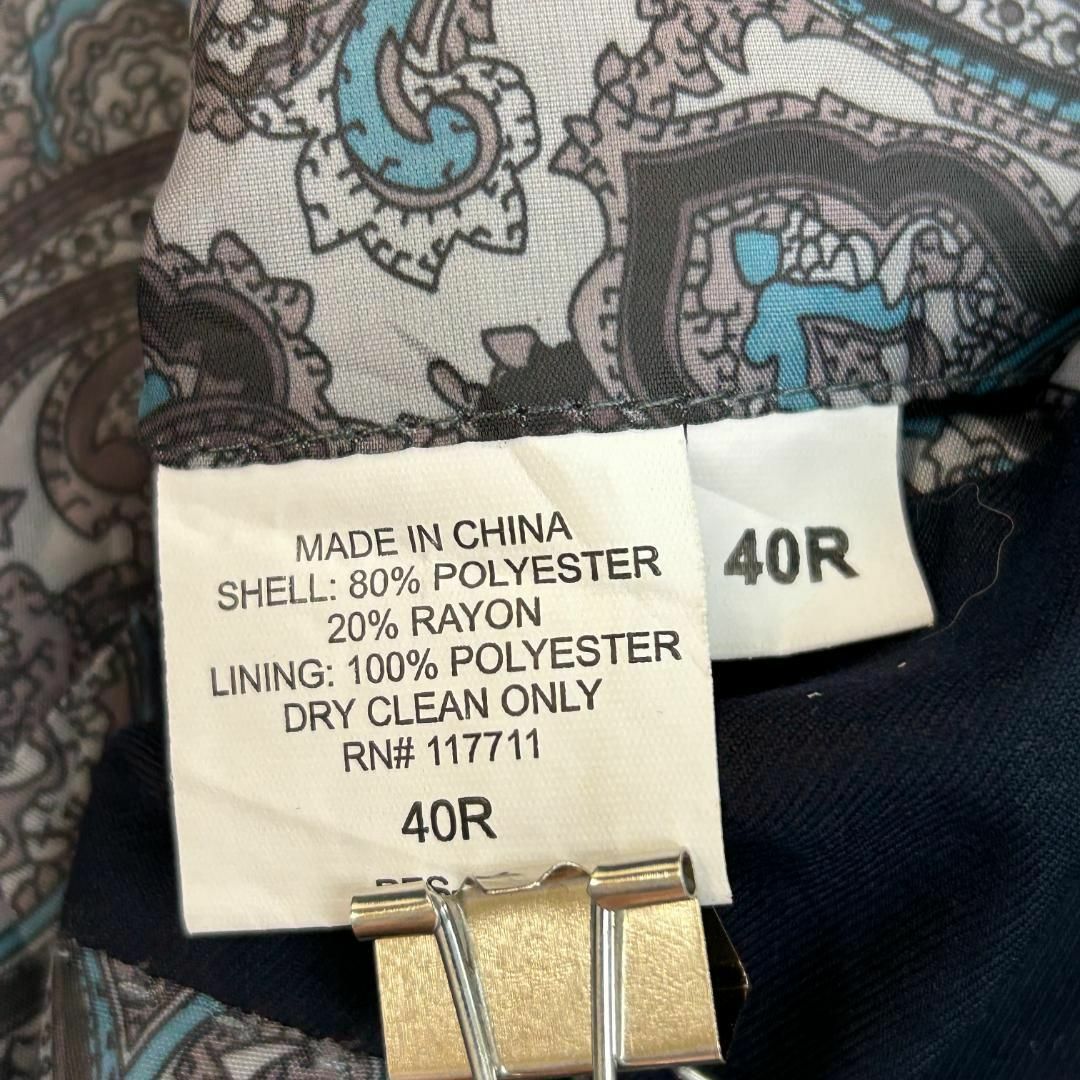 MADE IN CHINA
SHELL: 80% POLYESTER
20% RAYON
LINING: 100% POLYESTER
DRY CLEAN ONLY
RN# 117711
40R
40R